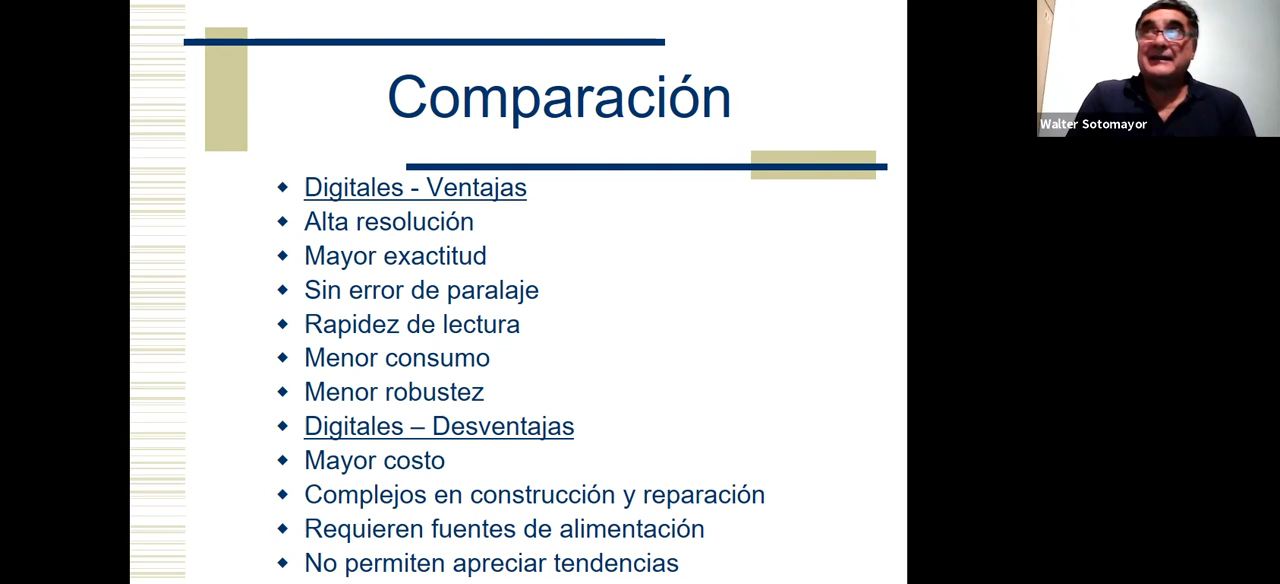 Comparación
Digitales - Ventajas
Alta resolución
Mayor exactitud
Sin error de paralaje
Rapidez de lectura
Menor consumo
Menor robustez
Digitales – Desventajas
Mayor costo
Complejos en construcción y reparación
Requieren fuentes de alimentación
No permiten apreciar tendencias
Walter Sotomayor